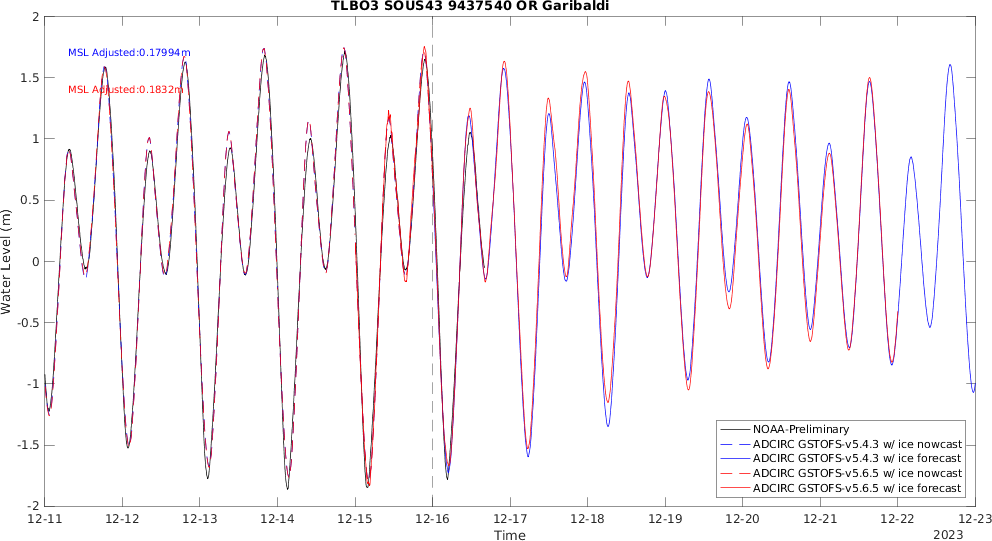 TLBO3 SOUS43 9437540 OR Garibaldi
2
1.5
1
0.5
0
-0.5
-1
-1.5
-2
Water Level (m)
MSL Adjusted:0.17994m
MSL Adjusted:0.1832m
NOAA-Preliminary
ADCIRC GSTOFS-v5.4.3 w/ ice nowcast
ADCIRC GSTOFS-v5.4.3 w/ ice forecast
ADCIRC GSTOFS-v5.6.5 w/ ice nowcast
ADCIRC GSTOFS-v5.6.5 w/ ice forecast
12-11 12-12 12-13 12-14 12-15 12-16 12-17 12-18 12-19 12-20 12-21 12-22 12-23
Time
2023